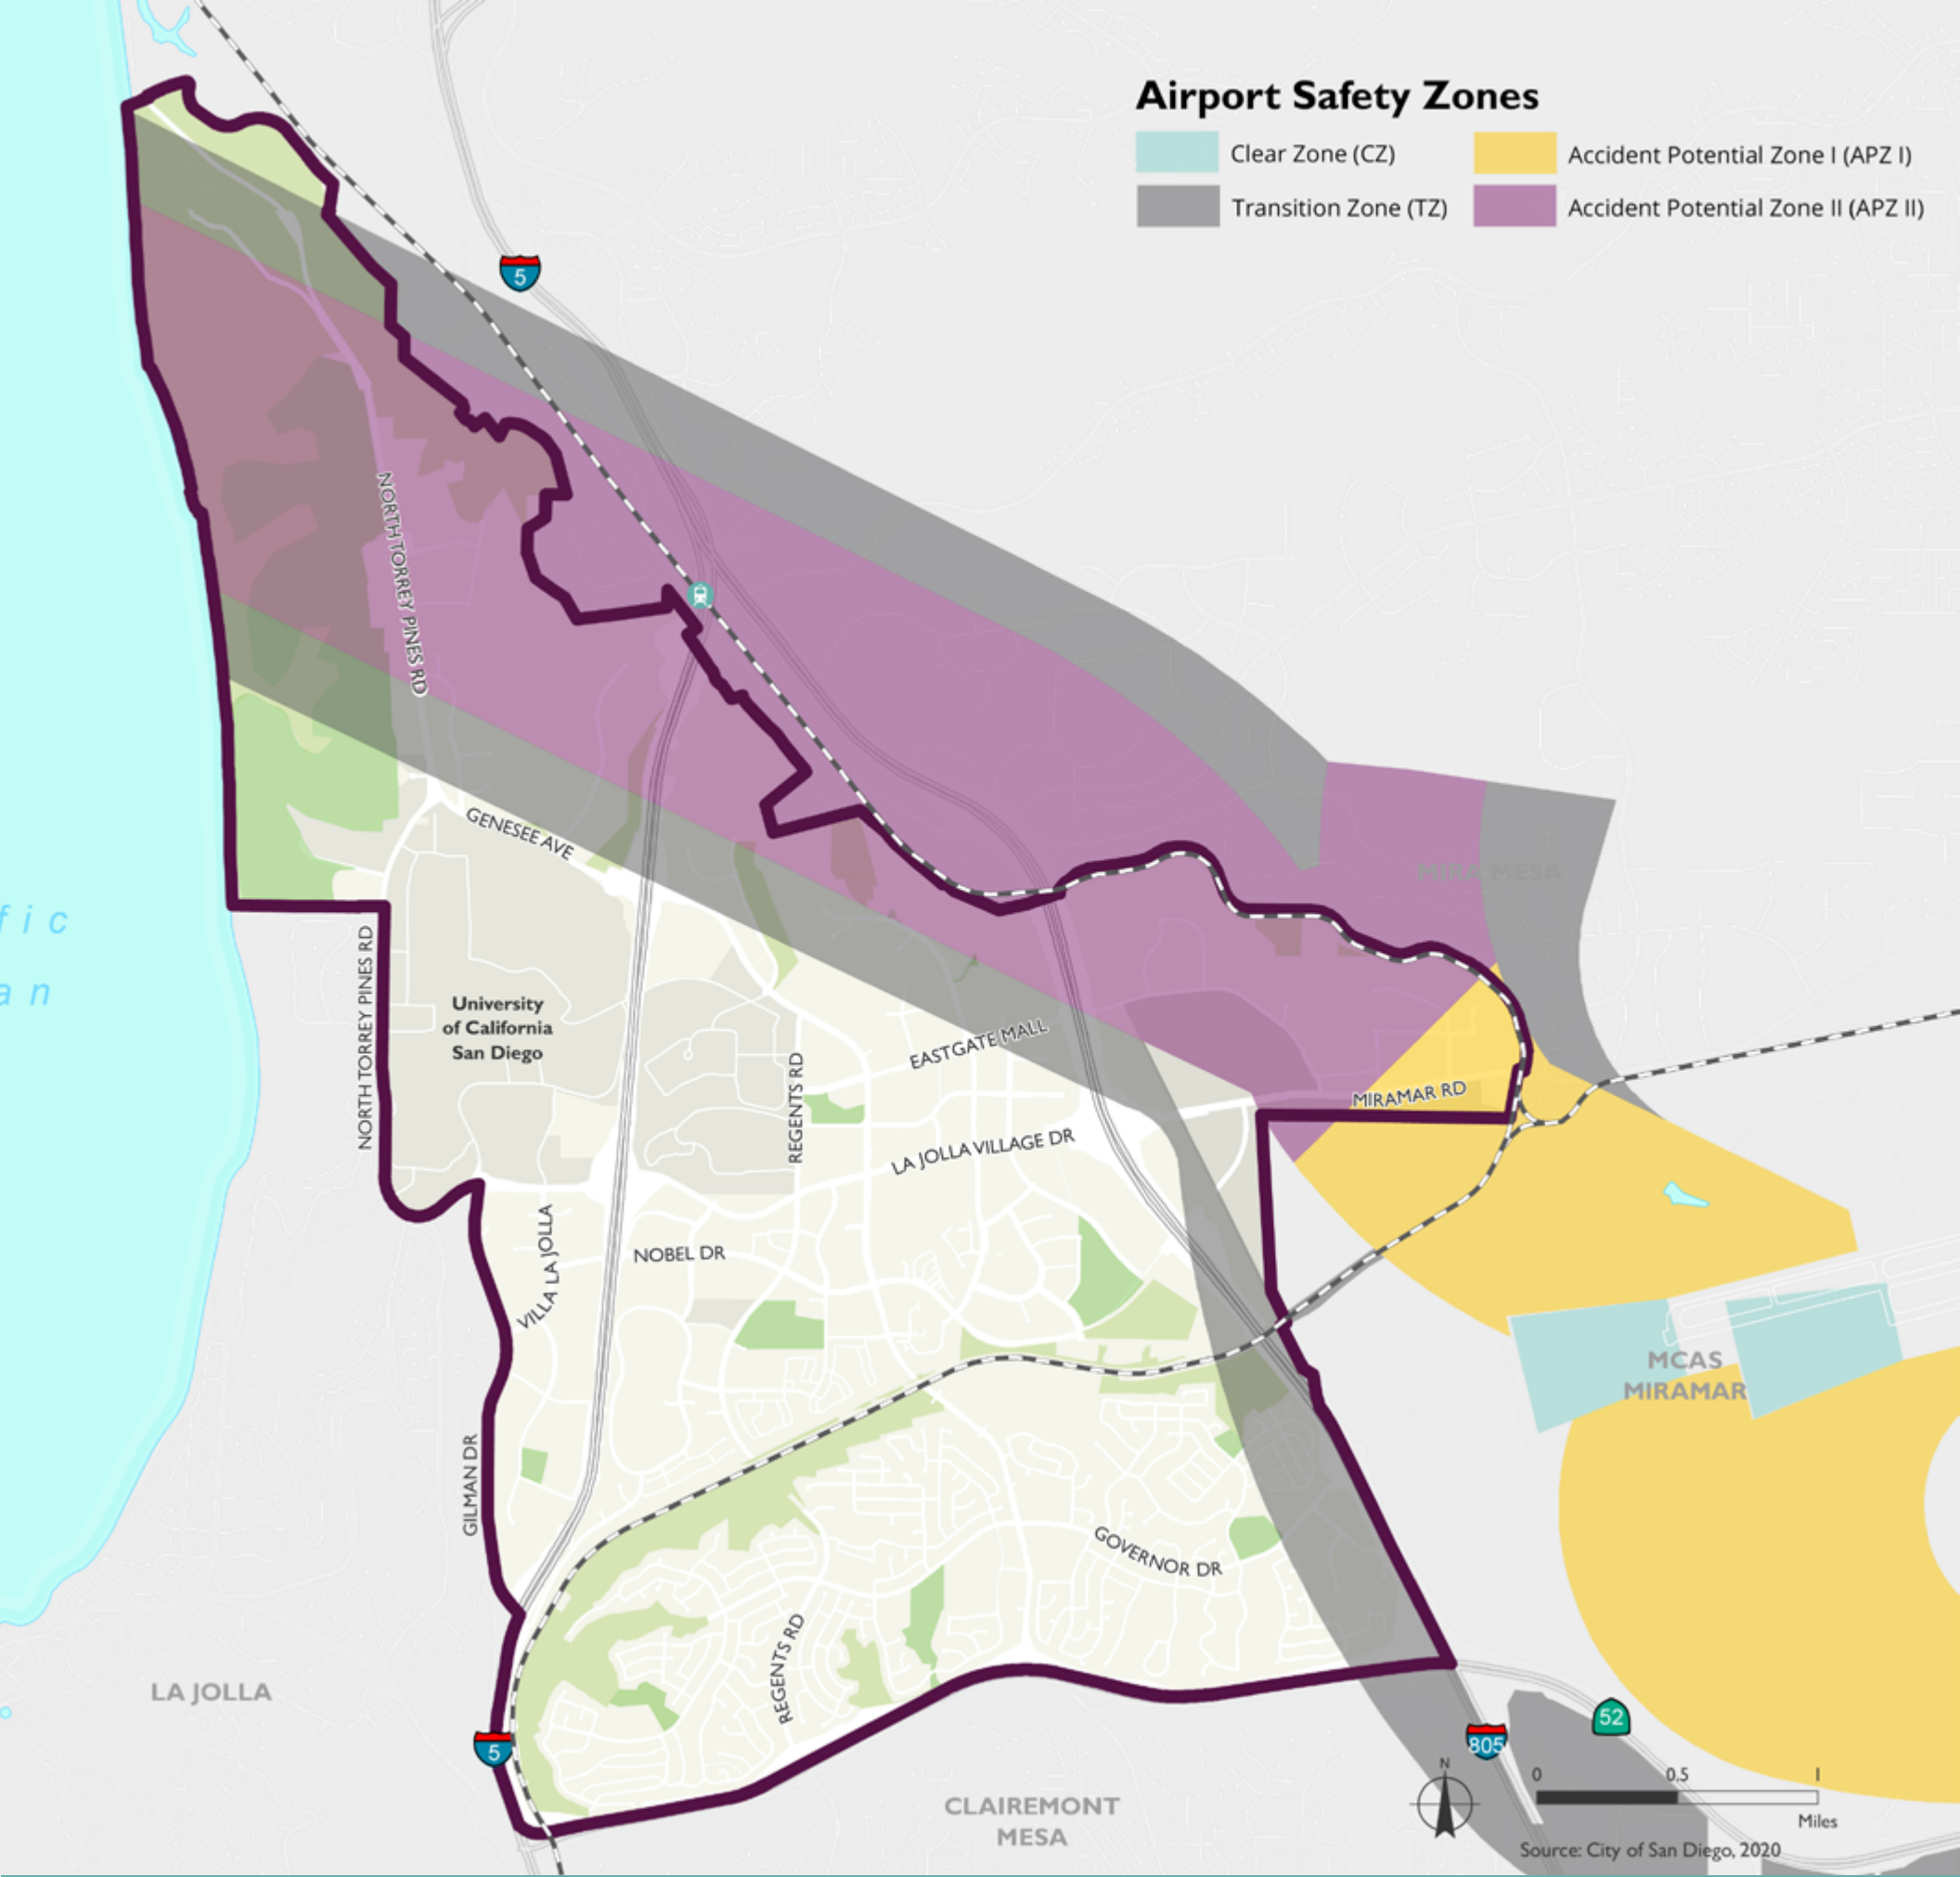 Airport Safety Zones
Clear Zone (CZ)
Accident Potential Zone I (APZ I)
Transition Zone (TZ)
Accident Potential Zone II (APZ II)
5
NORTH TORREY PINES RD
GENESEE AVE
MIRA MESA
fic
an
NORTH TORREY PINES RD
University
of California
San Diego
REGENTS RD
EASTGATE MALL
MIRAMAR RD
LA JOLLA VILLAGE DR
VILLA LA JOLLA
NOBEL DR
MCAS
MIRAMAR
GILMAN DR
GOVERNOR DR
REGENTS RD
LA JOLLA
5
52
805
CLAIREMONT
MESA
N
0 0.5 1
Miles
Source: City of San Diego, 2020